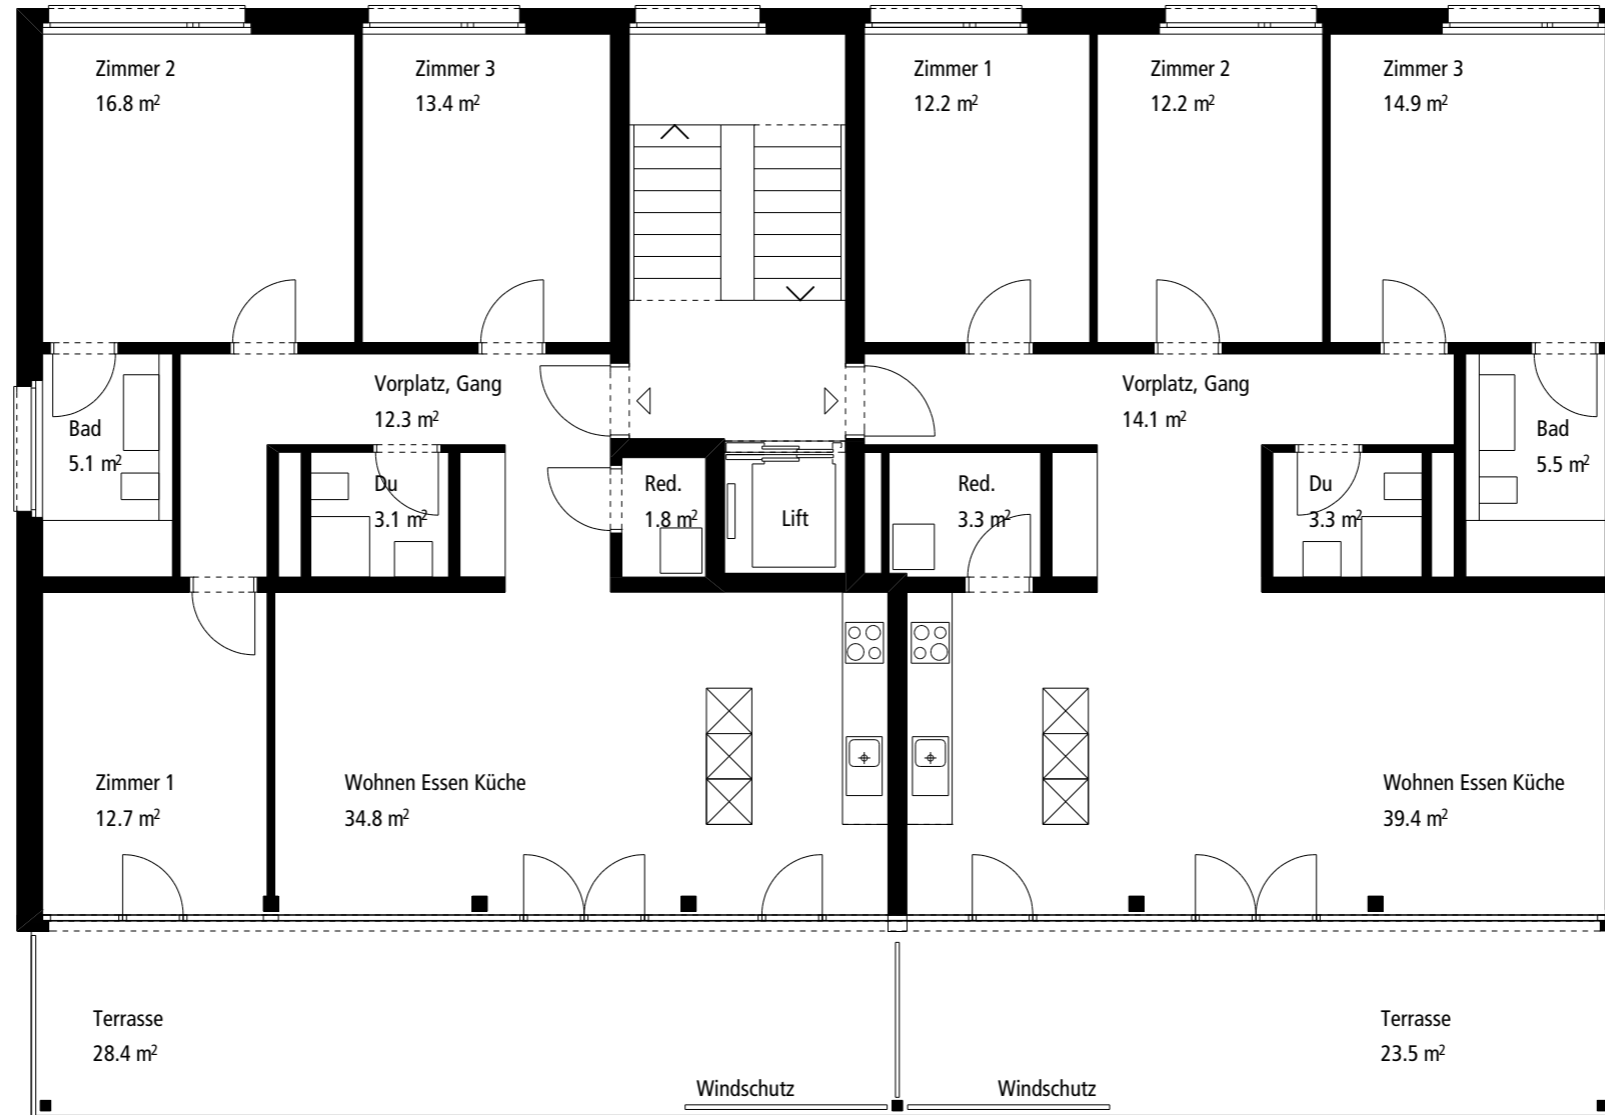 Zimmer 2
16.8 m²
Zimmer 3
13.4 m²
Zimmer 1
12.2 m²
Zimmer 2
12.2 m²
Zimmer 3
14.9 m²
Vorplatz, Gang
12.3 m²
Vorplatz, Gang
14.1 m²
Bad
5.1 m²
Du
3.1 m²
Red.
1.8 m²
Lift
Red.
3.3 m²
Du
3.3 m²
Bad
5.5 m²
Zimmer 1
12.7 m²
Wohnen Essen Küche
34.8 m²
Wohnen Essen Küche
39.4 m²
Terrasse
28.4 m²
Terrasse
23.5 m²
Windschutz
Windschutz